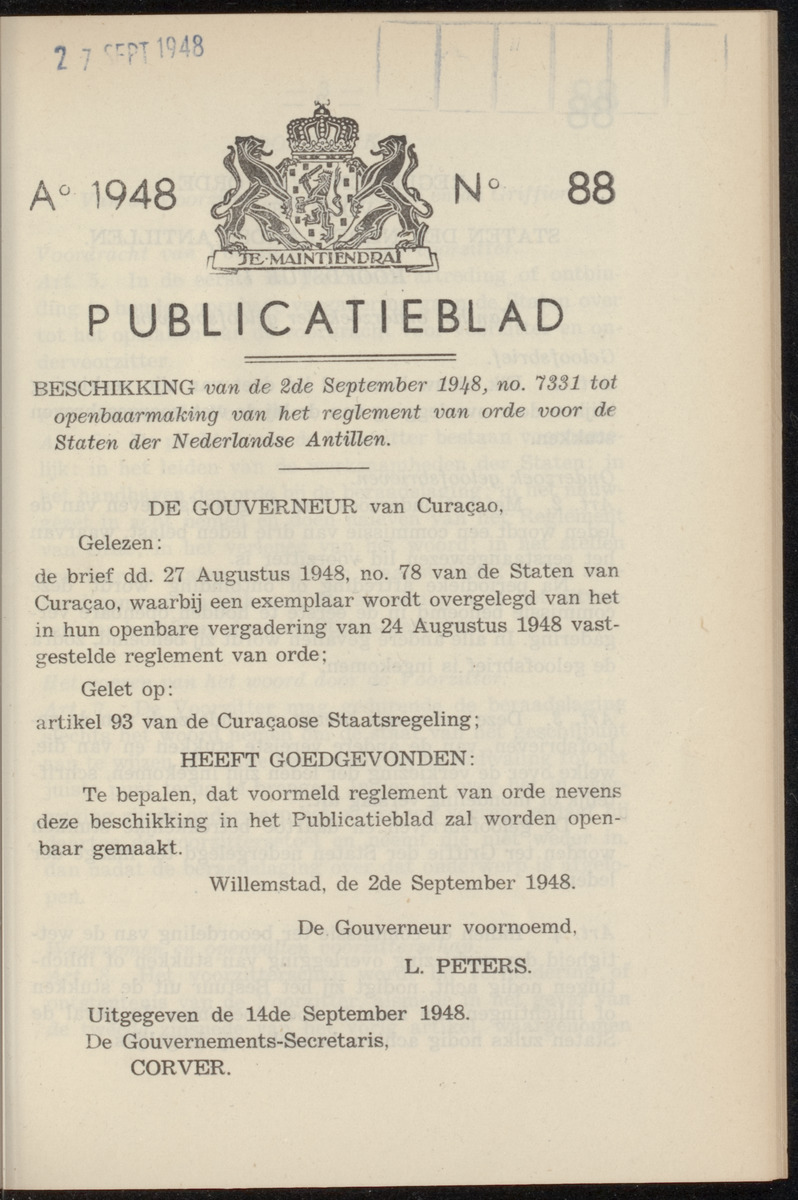 2 7 SEPT 1948
Ao 1948
No 88
JE·MAINTIENDRAI
PUBLICATIEBLAD
BESCHIKKING van de 2de September 1948, no. 7331 tot
openbaarmaking van het reglement van orde voor de
Staten der Nederlandse Antillen.
DE GOUVERNEUR van Curaçao,
Gelezen:
de brief dd. 27 Augustus 1948, no. 78 van de Staten van
Curaçao, waarbij een exemplaar wordt overgelegd van het
in hun openbare vergadering van 24 Augustus 1948 vast-
gestelde reglement van orde;
Gelet op:
artikel 93 van de Curaçaose Staatsregeling;
HEEFT GOEDGEVONDEN:
Te bepalen, dat voormeld reglement van orde nevens
deze beschikking in het Publicatieblad zal worden open-
baar gemaakt.
Willemstad, de 2de September 1948.
De Gouverneur voornoemd,
L. PETERS.
Uitgegeven de 14de September 1948.
De Gouvernements-Secretaris,
CORVER.